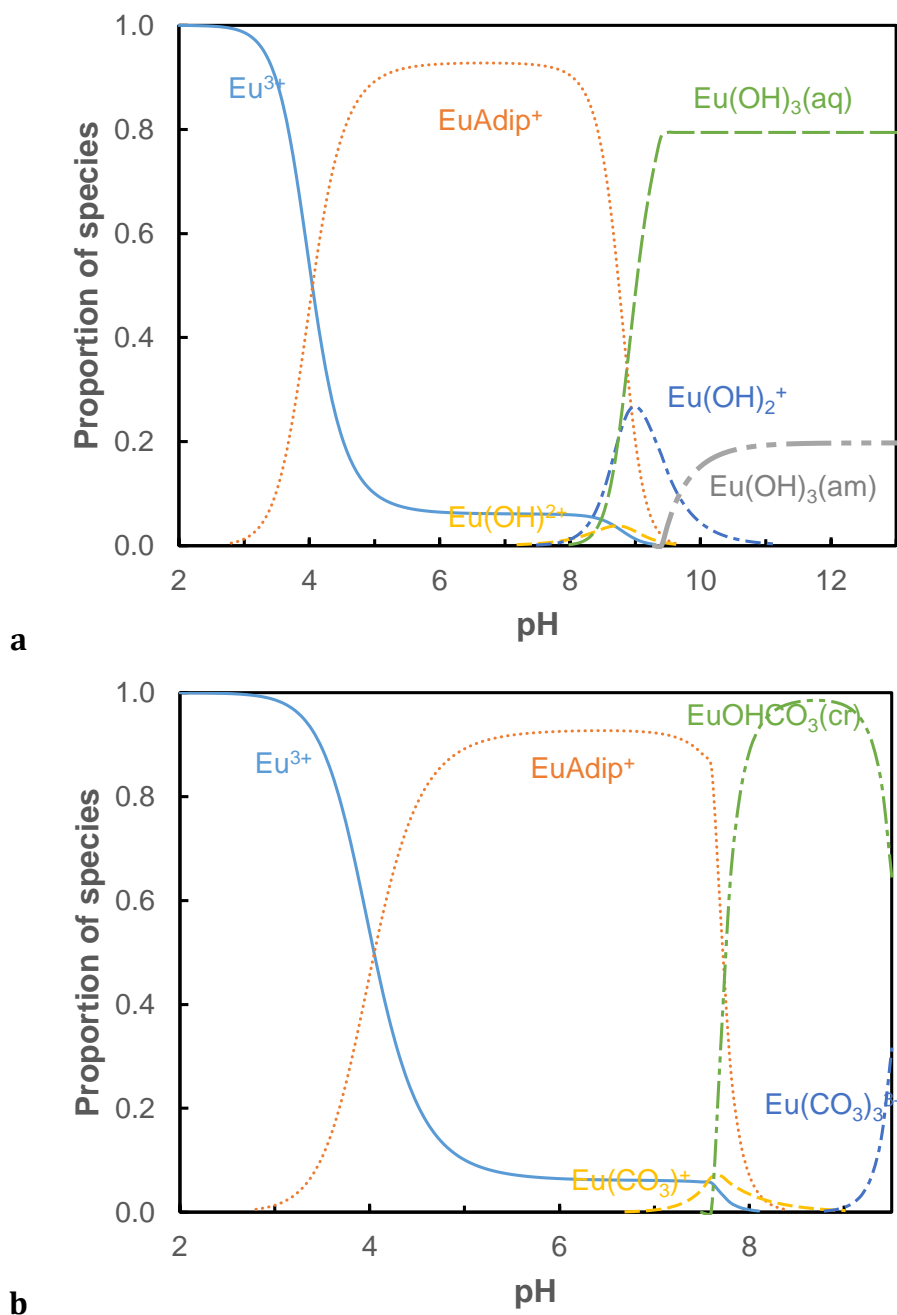 1.0
0.8
0.6
0.4
0.2
0.0
Proportion of species
Eu³⁺
EuAdip⁺
Eu(OH)₃(aq)
Eu(OH)₂⁺
Eu(OH)²⁺
Eu(OH)₃(am)
2 4 6 8 10 12
pH
a
1.0
0.8
0.6
0.4
0.2
0.0
Proportion of species
Eu³⁺
EuAdip⁺
EuOHCO₃(cr)
Eu(CO₃)₃³⁻
Eu(CO₃)⁺
2 4 6 8
pH
b